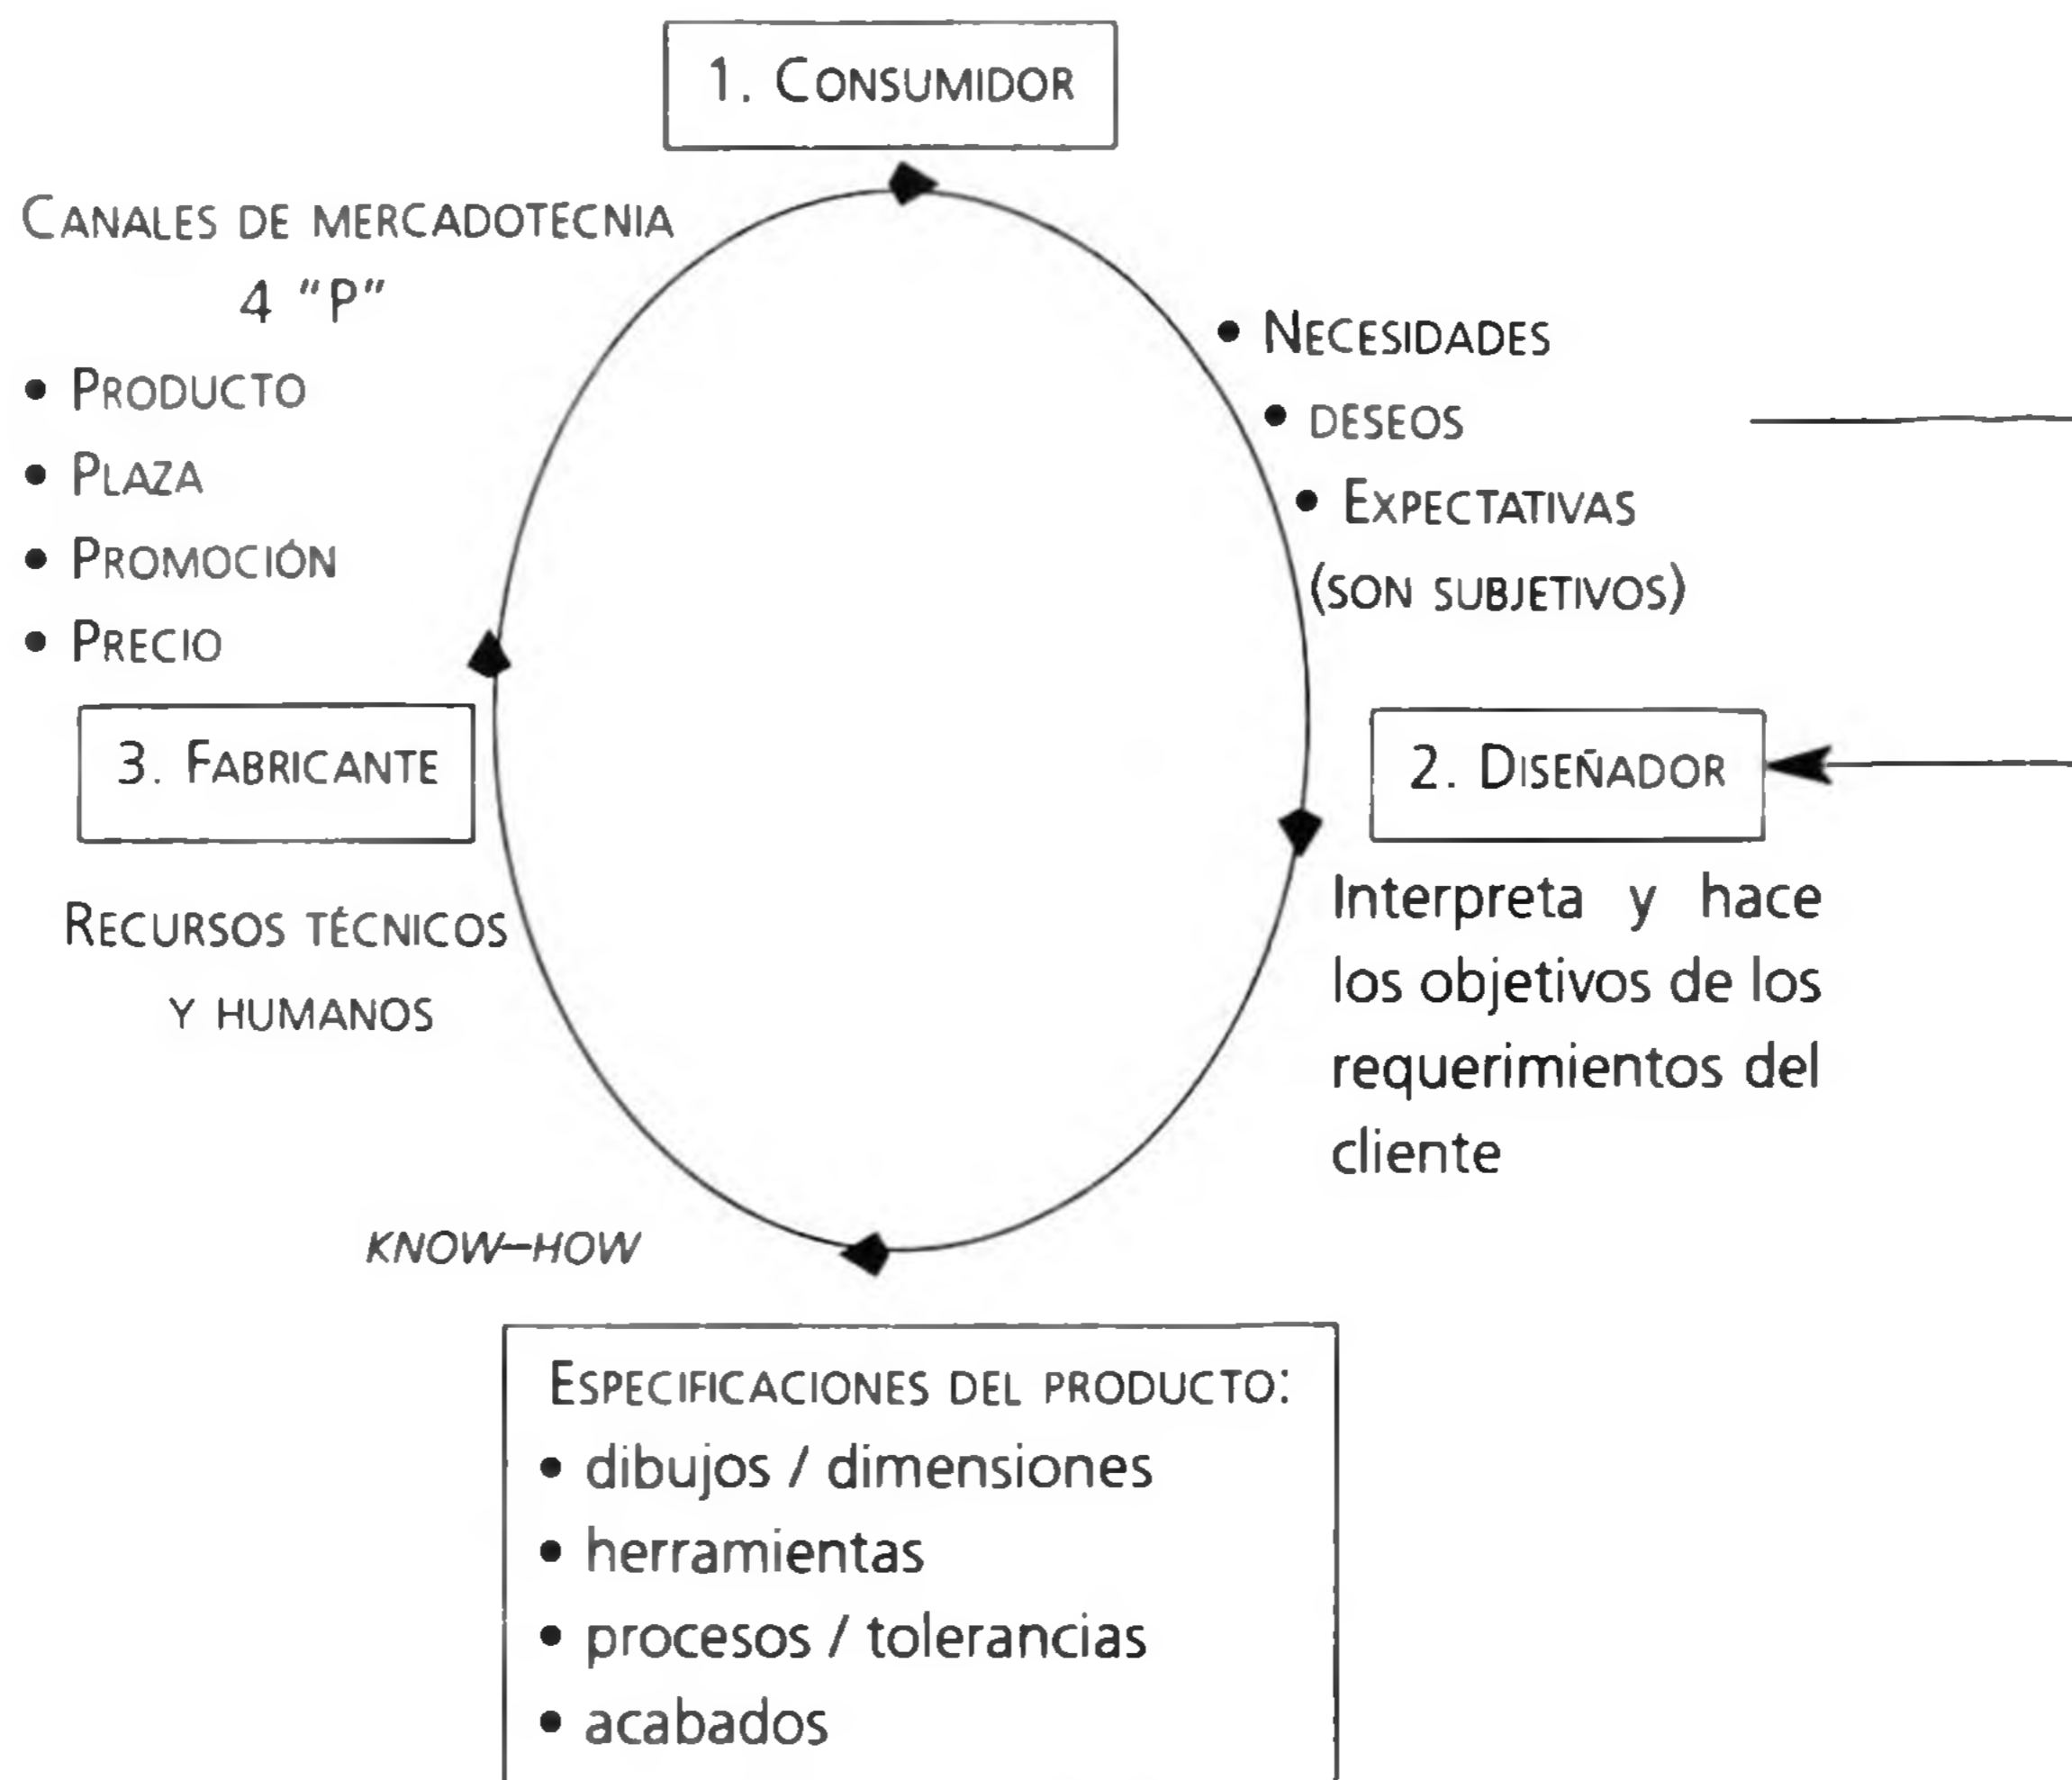 1. CONSUMIDOR
CANALES DE MERCADOTECNIA
4 "P"
• PRODUCTO
• PLAZA
• PROMOCIÓN
• PRECIO
• NECESIDADES
• DESEOS
• EXPECTATIVAS
(SON SUBJETIVOS)
3. FABRICANTE
RECURSOS TÉCNICOS
Y HUMANOS
2. DISEÑADOR
Interpreta y hace
los objetivos de los
requerimientos del
cliente
KNOW–HOW
ESPECIFICACIONES DEL PRODUCTO:
• dibujos / dimensiones
• herramientas
• procesos / tolerancias
• acabados